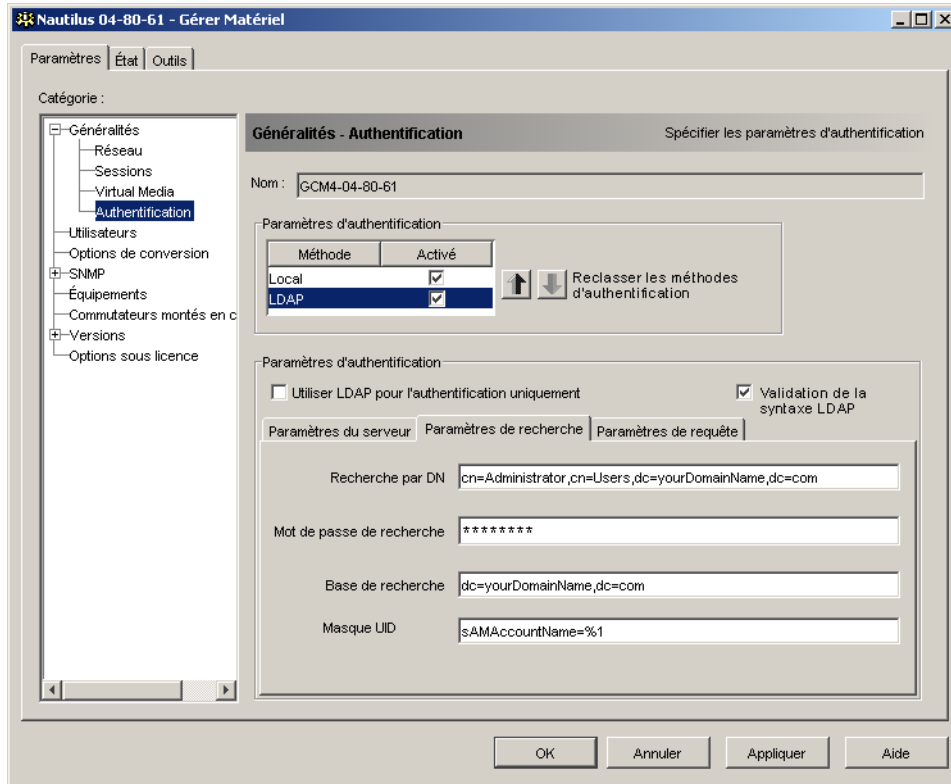 Nautilus 04-80-61 - Gérer Matériel
Paramètres État Outils
Catégorie :
Généralités
Réseau
Sessions
Virtual Media
Authentification
Utilisateurs
Options de conversion
SNMP
Équipements
Commutateurs montés en c
Versions
Options sous licence
Généralités - Authentification Spécifier les paramètres d'authentification
Nom : GCM4-04-80-61
Paramètres d'authentification
Méthode Activé
Local
LDAP
Reclasser les méthodes
d'authentification
Paramètres d'authentification
Utiliser LDAP pour l'authentification uniquement
Validation de la
syntaxe LDAP
Paramètres du serveur Paramètres de recherche Paramètres de requête
Recherche par DN cn=Administrator,cn=Users,dc=yourDomainName,dc=com
Mot de passe de recherche ********
Base de recherche dc=yourDomainName,dc=com
Masque UID sAMAccountName=%1
OK Annuler Appliquer Aide